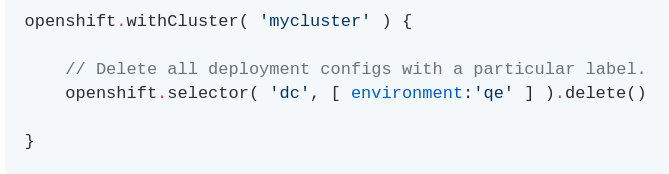 openshift.withCluster( 'mycluster' ) {
// Delete all deployment configs with a particular label.
openshift.selector( 'dc', [ environment:'qe' ] ).delete()
}